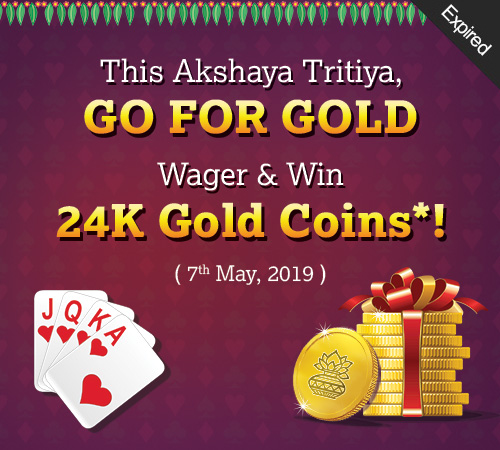 Expired
This Akshaya Tritiya,
GO FOR GOLD
Wager & Win
24K Gold Coins*!
( 7th May, 2019 )
J Q K A